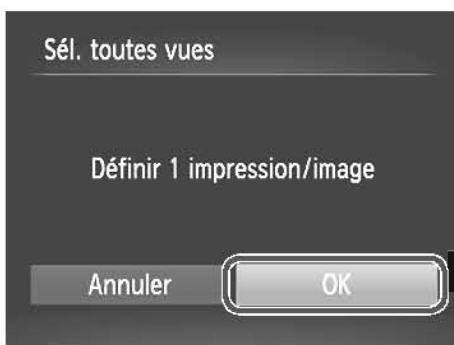 Sél. toutes vues
Définir 1 impression/image
Annuler OK